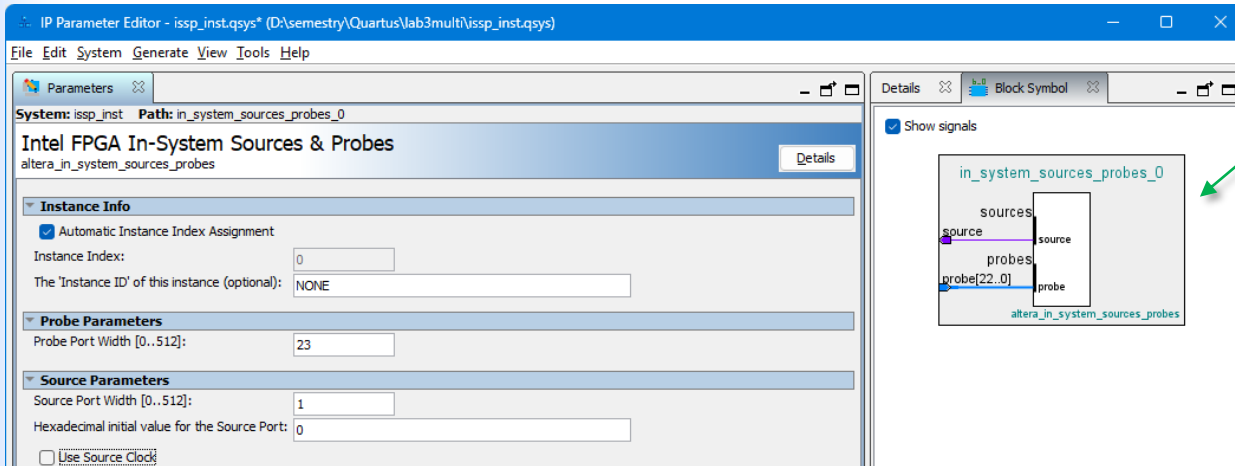 IP Parameter Editor - issp_inst.qsys* (D:\semestry\Quartus\lab3multi\issp_inst.qsys)
File Edit System Generate View Tools Help
Parameters
System: issp_inst Path: in_system_sources_probes_0
Intel FPGA In-System Sources & Probes
altera_in_system_sources_probes
Details
Instance Info
Automatic Instance Index Assignment
Instance Index: 0
The 'Instance ID' of this instance (optional): NONE
Probe Parameters
Probe Port Width [0..512]: 23
Source Parameters
Source Port Width [0..512]: 1
Hexadecimal initial value for the Source Port: 0
Use Source Clock
Details Block Symbol
Show signals
in_system_sources_probes_0
sources
source
source
probes
probe[22..0]
probe
altera_in_system_sources_probes